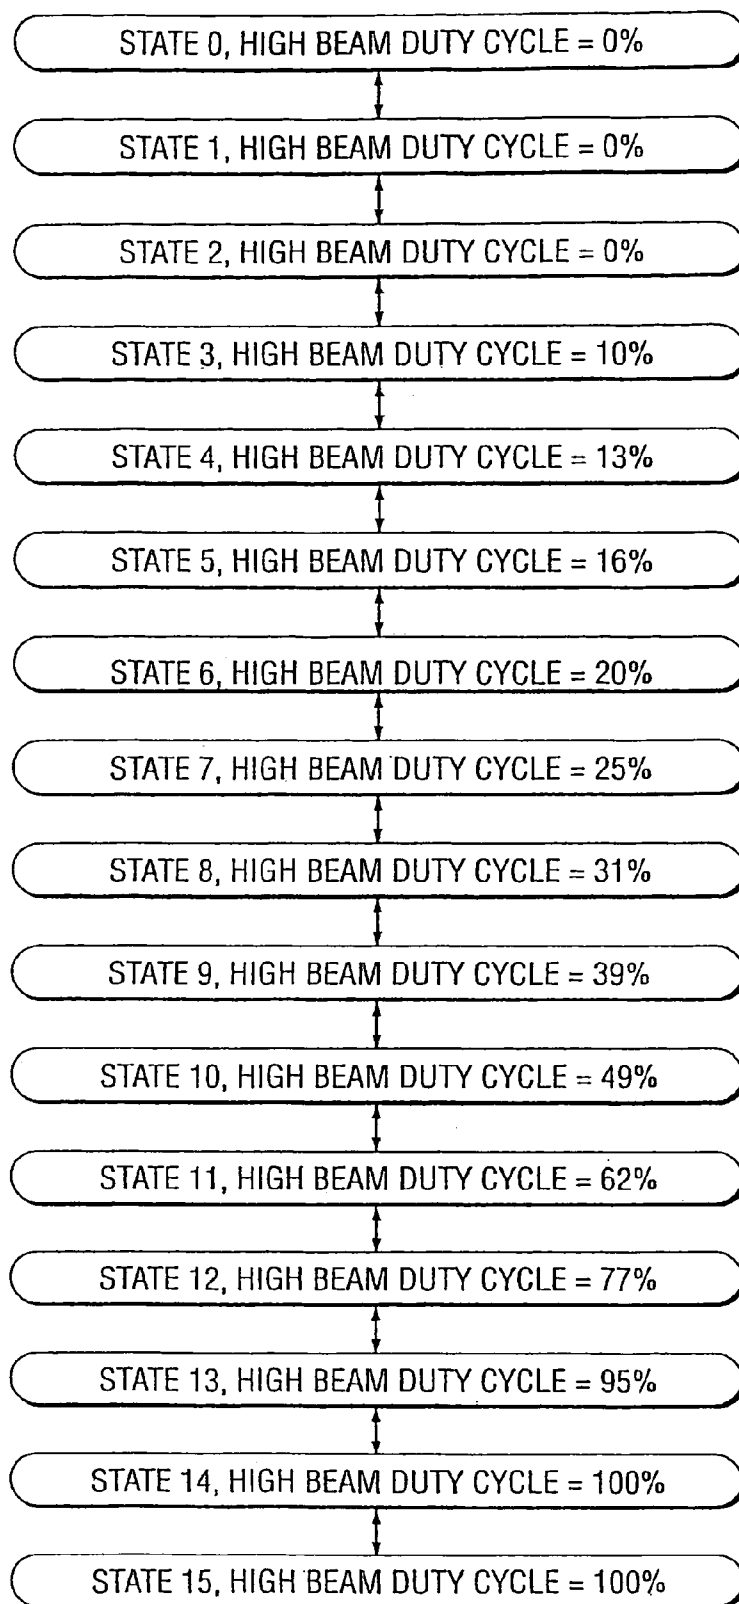 STATE 0, HIGH BEAM DUTY CYCLE = 0%
STATE 1, HIGH BEAM DUTY CYCLE = 0%
STATE 2, HIGH BEAM DUTY CYCLE = 0%
STATE 3, HIGH BEAM DUTY CYCLE = 10%
STATE 4, HIGH BEAM DUTY CYCLE = 13%
STATE 5, HIGH BEAM DUTY CYCLE = 16%
STATE 6, HIGH BEAM DUTY CYCLE = 20%
STATE 7, HIGH BEAM DUTY CYCLE = 25%
STATE 8, HIGH BEAM DUTY CYCLE = 31%
STATE 9, HIGH BEAM DUTY CYCLE = 39%
STATE 10, HIGH BEAM DUTY CYCLE = 49%
STATE 11, HIGH BEAM DUTY CYCLE = 62%
STATE 12, HIGH BEAM DUTY CYCLE = 77%
STATE 13, HIGH BEAM DUTY CYCLE = 95%
STATE 14, HIGH BEAM DUTY CYCLE = 100%
STATE 15, HIGH BEAM DUTY CYCLE = 100%